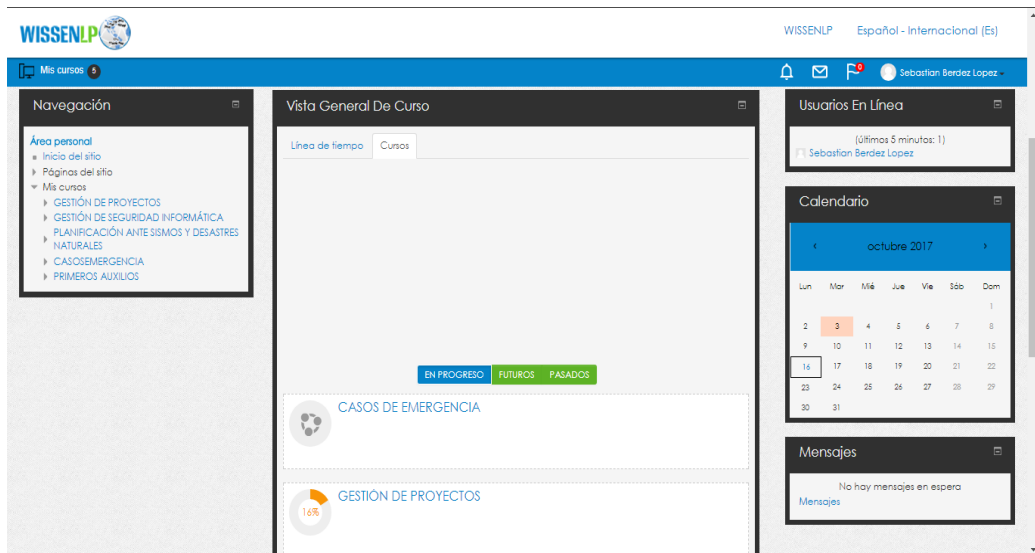 WISSENLP
WISSENLP
Español - Internacional (Es)
Mis cursos 5
0
Sebastian Berdez Lopez
Navegación
Área personal
Inicio del sitio
Páginas del sitio
Mis cursos
GESTIÓN DE PROYECTOS
GESTIÓN DE SEGURIDAD INFORMÁTICA
PLANIFICACIÓN ANTE SISMOS Y DESASTRES
NATURALES
CASOSEMERGENCIA
PRIMEROS AUXILIOS
Vista General De Curso
Línea de tiempo
Cursos
EN PROGRESO
FUTUROS
PASADOS
CASOS DE EMERGENCIA
16%
GESTIÓN DE PROYECTOS
Usuarios En Línea
(últimos 5 minutos: 1)
Sebastian Berdez Lopez
Calendario
octubre 2017
Lun Mar Mié Jue Vie Sáb Dom
1
2 3 4 5 6 7 8
9 10 11 12 13 14 15
16 17 18 19 20 21 22
23 24 25 26 27 28 29
30 31
Mensajes
No hay mensajes en espera
Mensajes